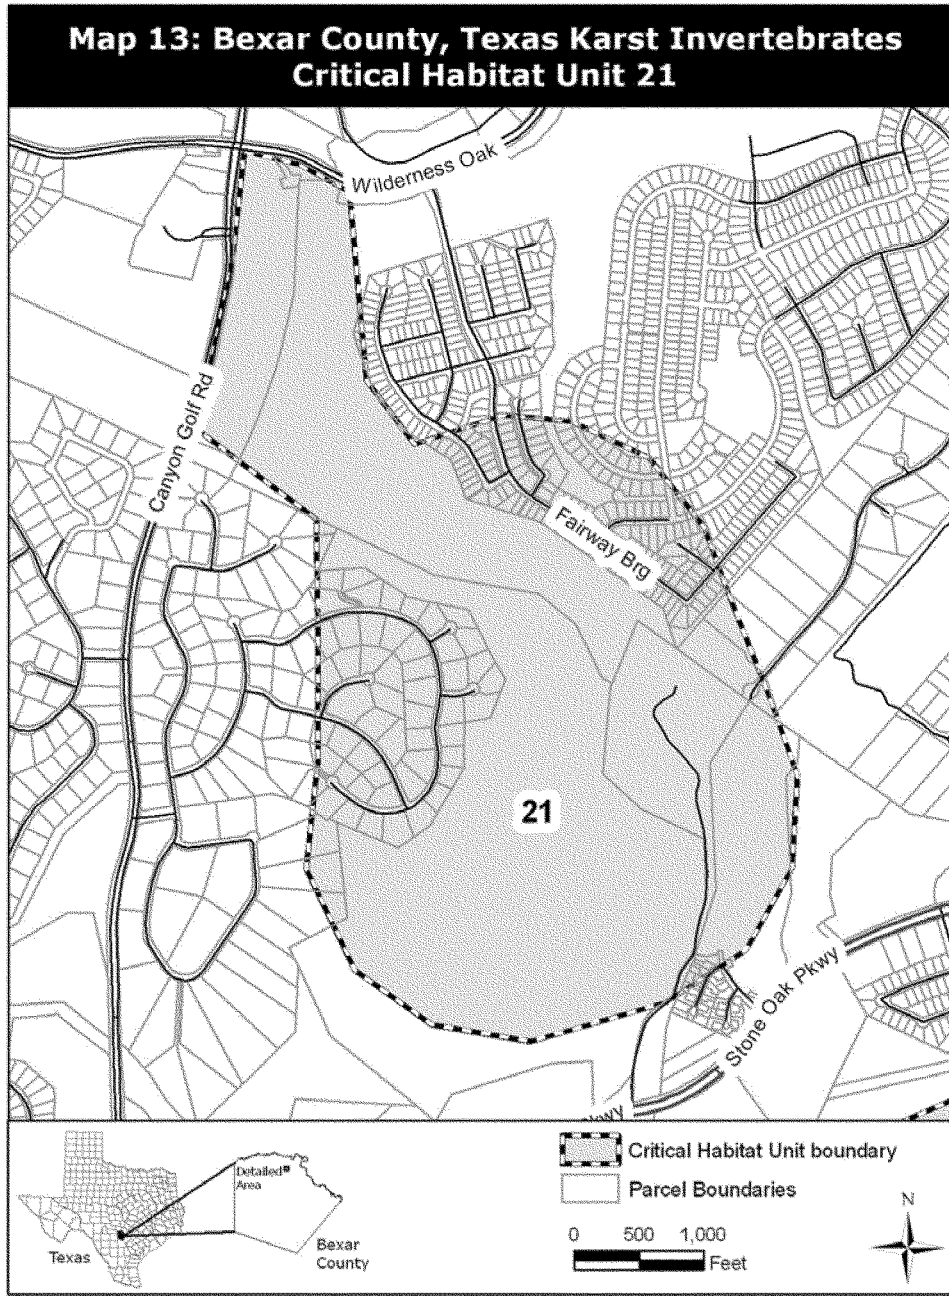 Map 13: Bexar County, Texas Karst Invertebrates
Critical Habitat Unit 21
Wilderness Oak
Canyon Golf Rd
Fairway Brg
21
Stone Oak Pkwy
Pkwy
Detailed
Area
Texas
Bexar
County
Critical Habitat Unit boundary
Parcel Boundaries
0 500 1,000
Feet
N